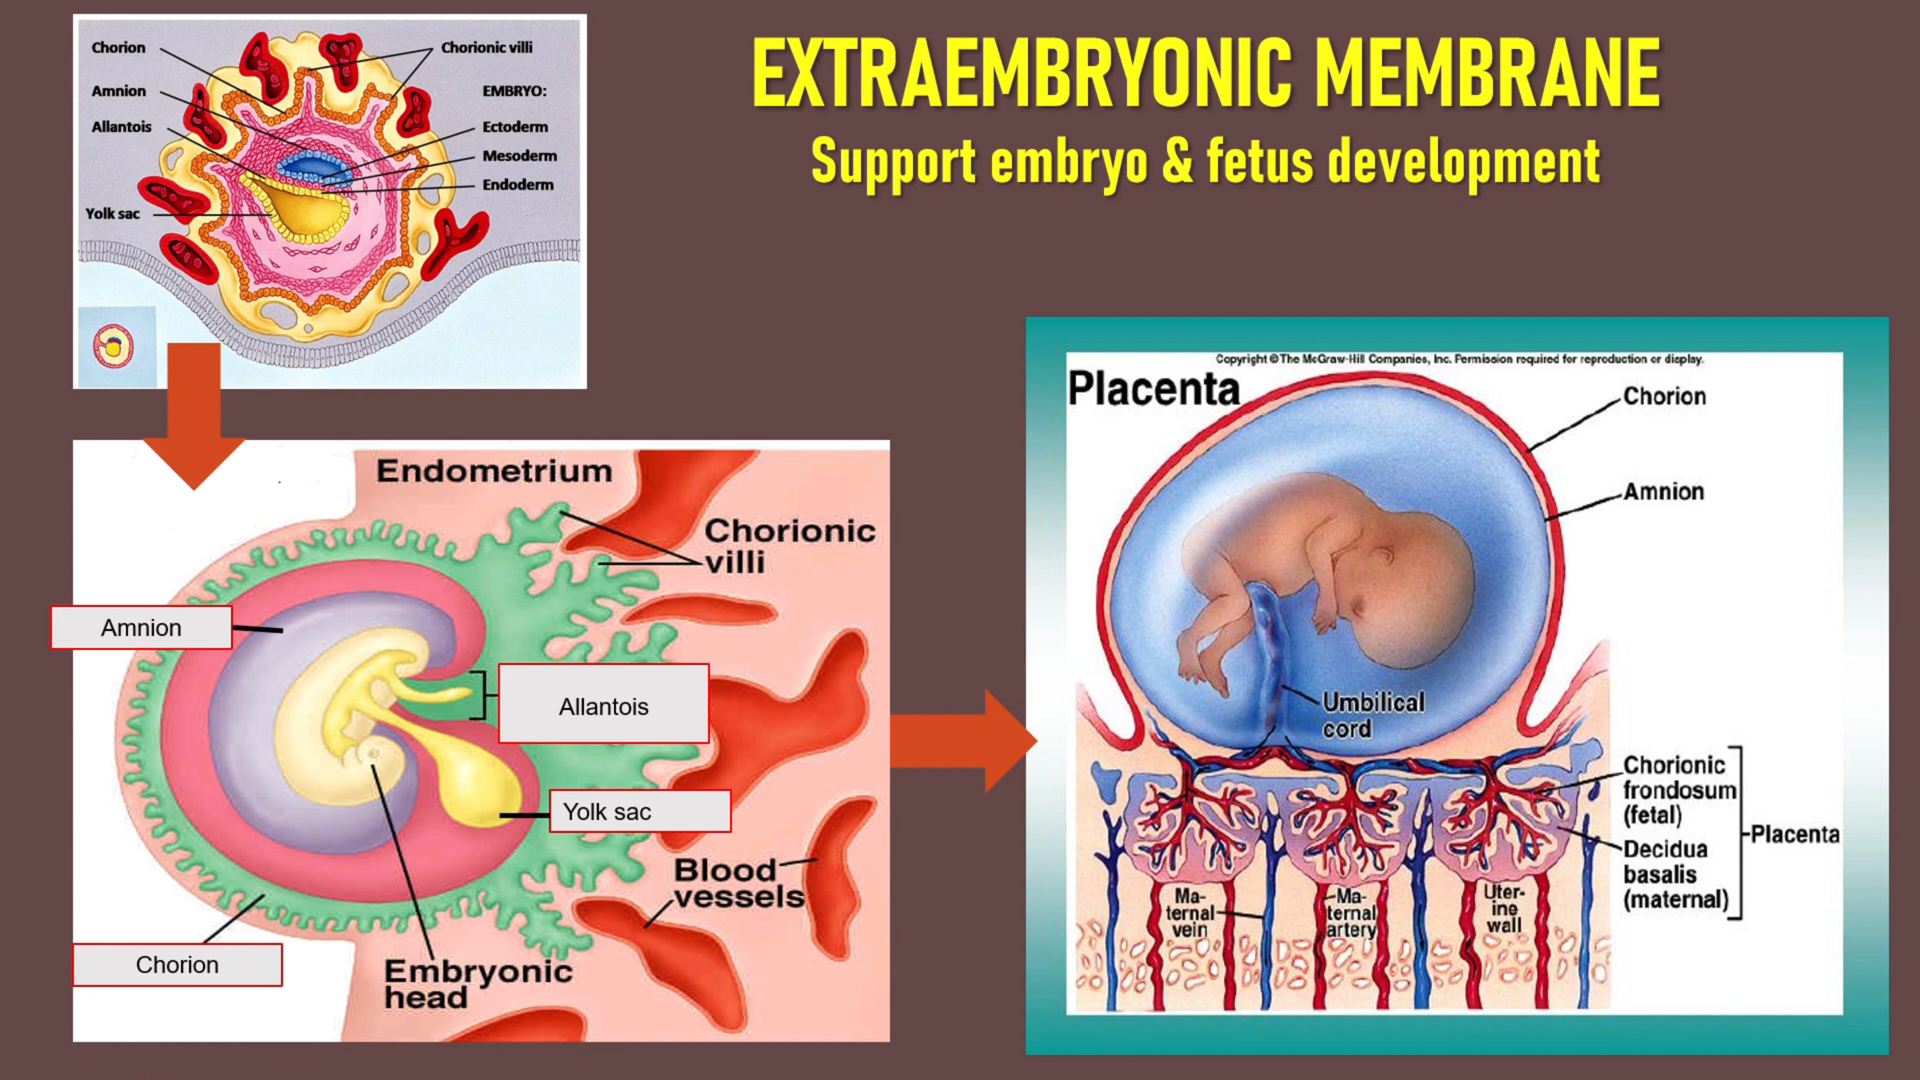 EXTRAEMBRYONIC MEMBRANE
Support embryo & fetus development
Chorion
Amnion
Allantois
Yolk sac
Chorionic villi
EMBRYO:
Ectoderm
Mesoderm
Endoderm
Endometrium
Chorionic
villi
Amnion
Allantois
Yolk sac
Blood
vessels
Chorion
Embryonic
head
Copyright © The McGraw-Hill Companies, Inc. Permission required for reproduction or display.
Placenta
Chorion
Amnion
Umbilical
cord
Chorionic
frondosum
(fetal)
Placenta
Decidua
basalis
(maternal)
Ma-
ternal
vein
Ma-
ternal
artery
Uter-
ine
wall